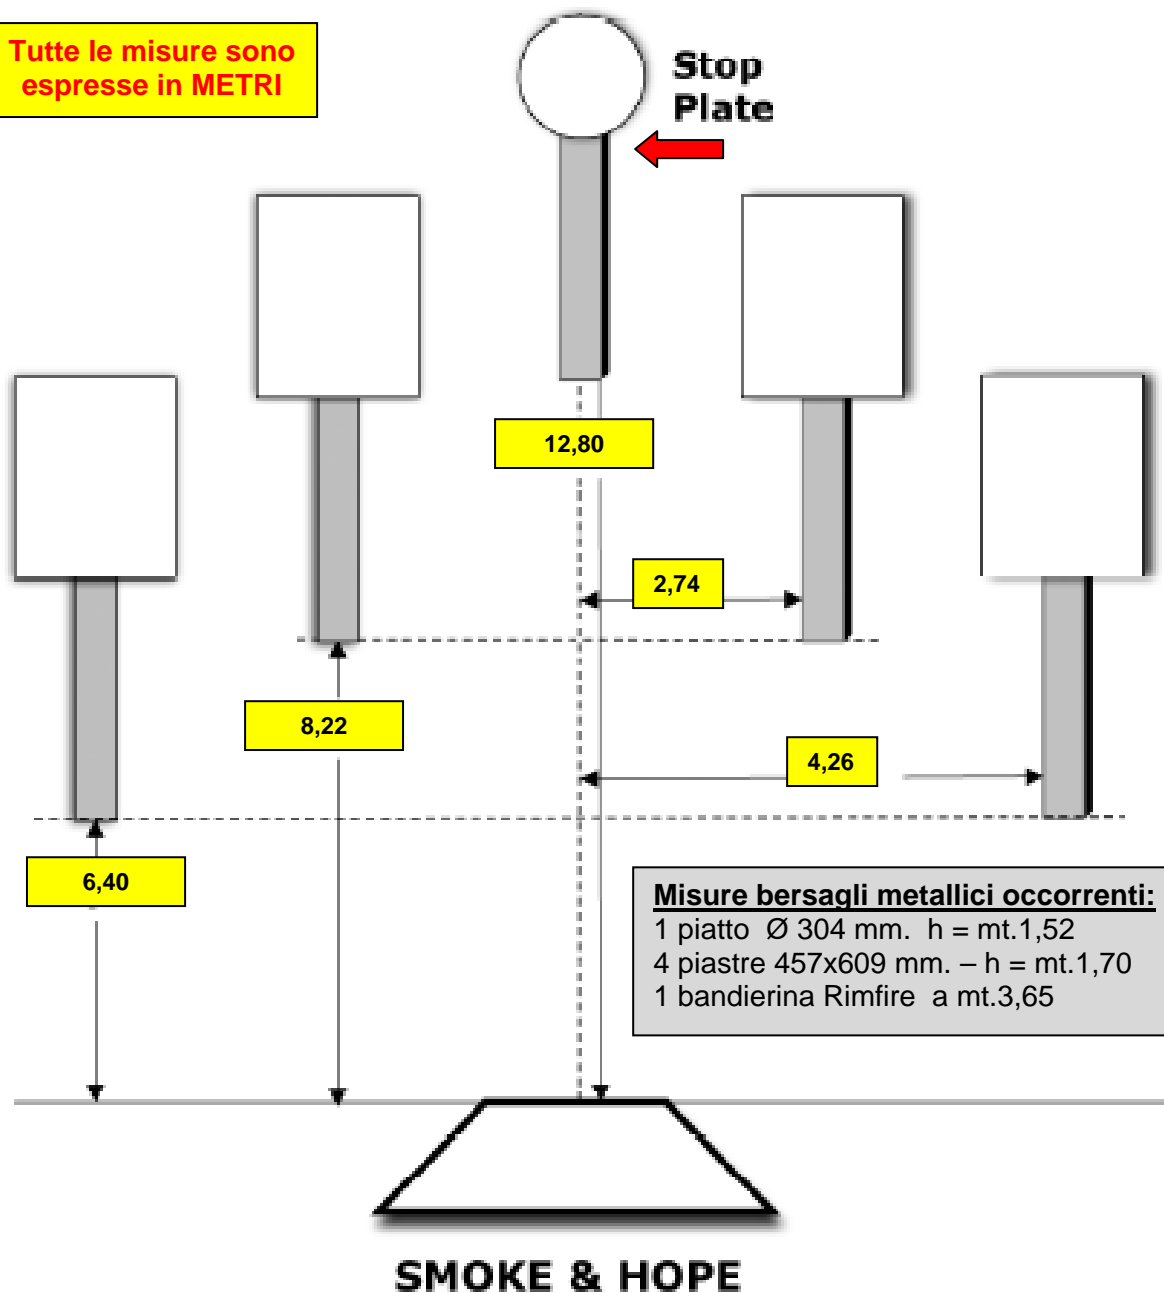 Tutte le misure sono
espresse in METRI
Stop
Plate
12,80
2,74
8,22
4,26
6,40
Misure bersagli metallici occorrenti:
1 piatto Ø 304 mm. h = mt.1,52
4 piastre 457x609 mm. – h = mt.1,70
1 bandierina Rimfire a mt.3,65
SMOKE & HOPE